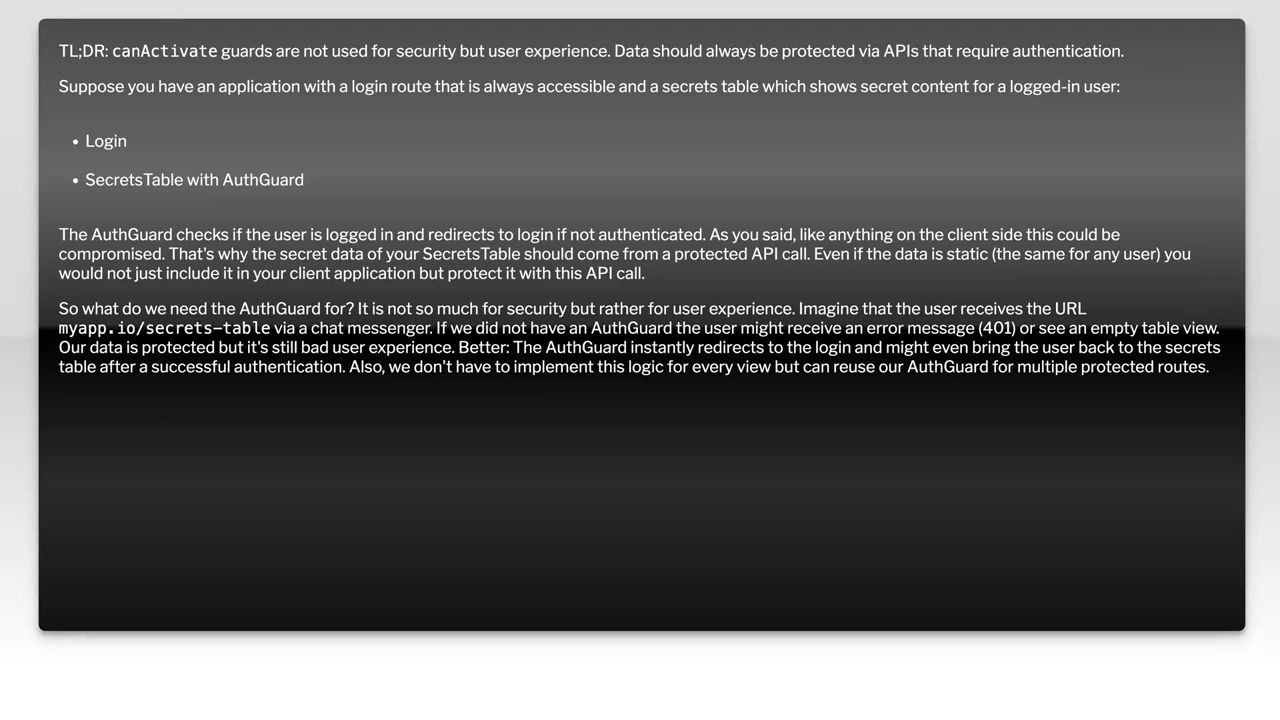 TL;DR: canActivate guards are not used for security but user experience. Data should always be protected via APIs that require authentication.
Suppose you have an application with a login route that is always accessible and a secrets table which shows secret content for a logged-in user:
• Login
• SecretsTable with AuthGuard
The AuthGuard checks if the user is logged in and redirects to login if not authenticated. As you said, like anything on the client side this could be
compromised. That's why the secret data of your SecretsTable should come from a protected API call. Even if the data is static (the same for any user) you
would not just include it in your client application but protect it with this API call.
So what do we need the AuthGuard for? It is not so much for security but rather for user experience. Imagine that the user receives the URL
myapp.io/secrets-table via a chat messenger. If we did not have an AuthGuard the user might receive an error message (401) or see an empty table view.
Our data is protected but it's still bad user experience. Better: The AuthGuard instantly redirects to the login and might even bring the user back to the secrets
table after a successful authentication. Also, we don't have to implement this logic for every view but can reuse our AuthGuard for multiple protected routes.